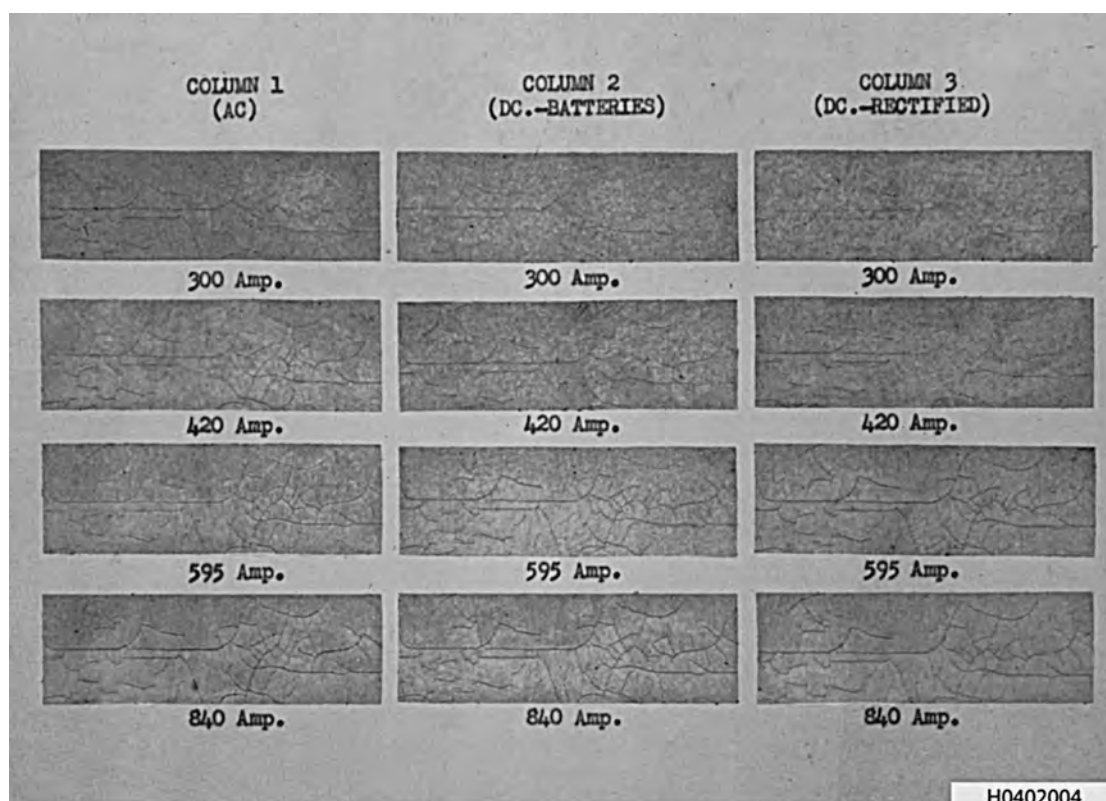 COLUMN 1
(AC)
COLUMN 2
(DC.-BATTERIES)
COLUMN 3
(DC.-RECTIFIED)
300 Amp.
300 Amp.
300 Amp.
420 Amp.
420 Amp.
420 Amp.
595 Amp.
595 Amp.
595 Amp.
840 Amp.
840 Amp.
840 Amp.
H0402004